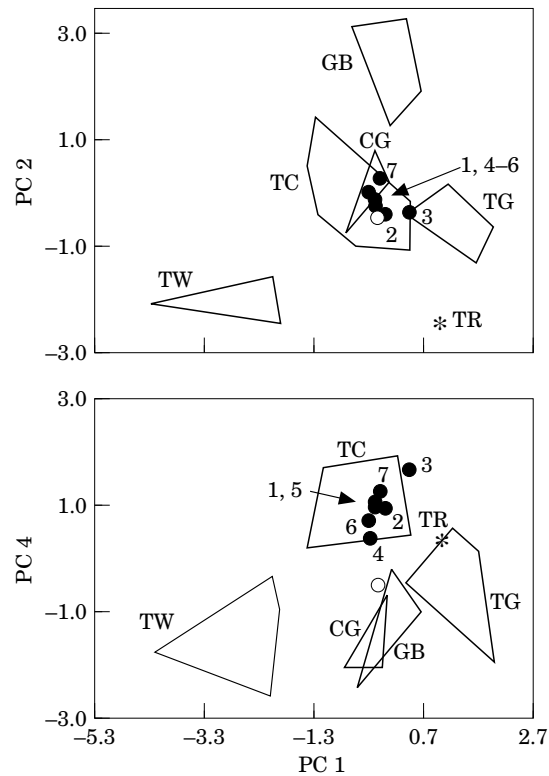 3.0
GB
1.0
CG
7
1, 4–6
TC
PC 2
3
TG
2
–1.0
TW
TR
–3.0
3.0
TC
3
7
1, 5
1.0
2
TR
6
4
PC 4
TG
–1.0
TW
CG
GB
–3.0
–5.3 –3.3 –1.3 0.7 2.7
PC 1